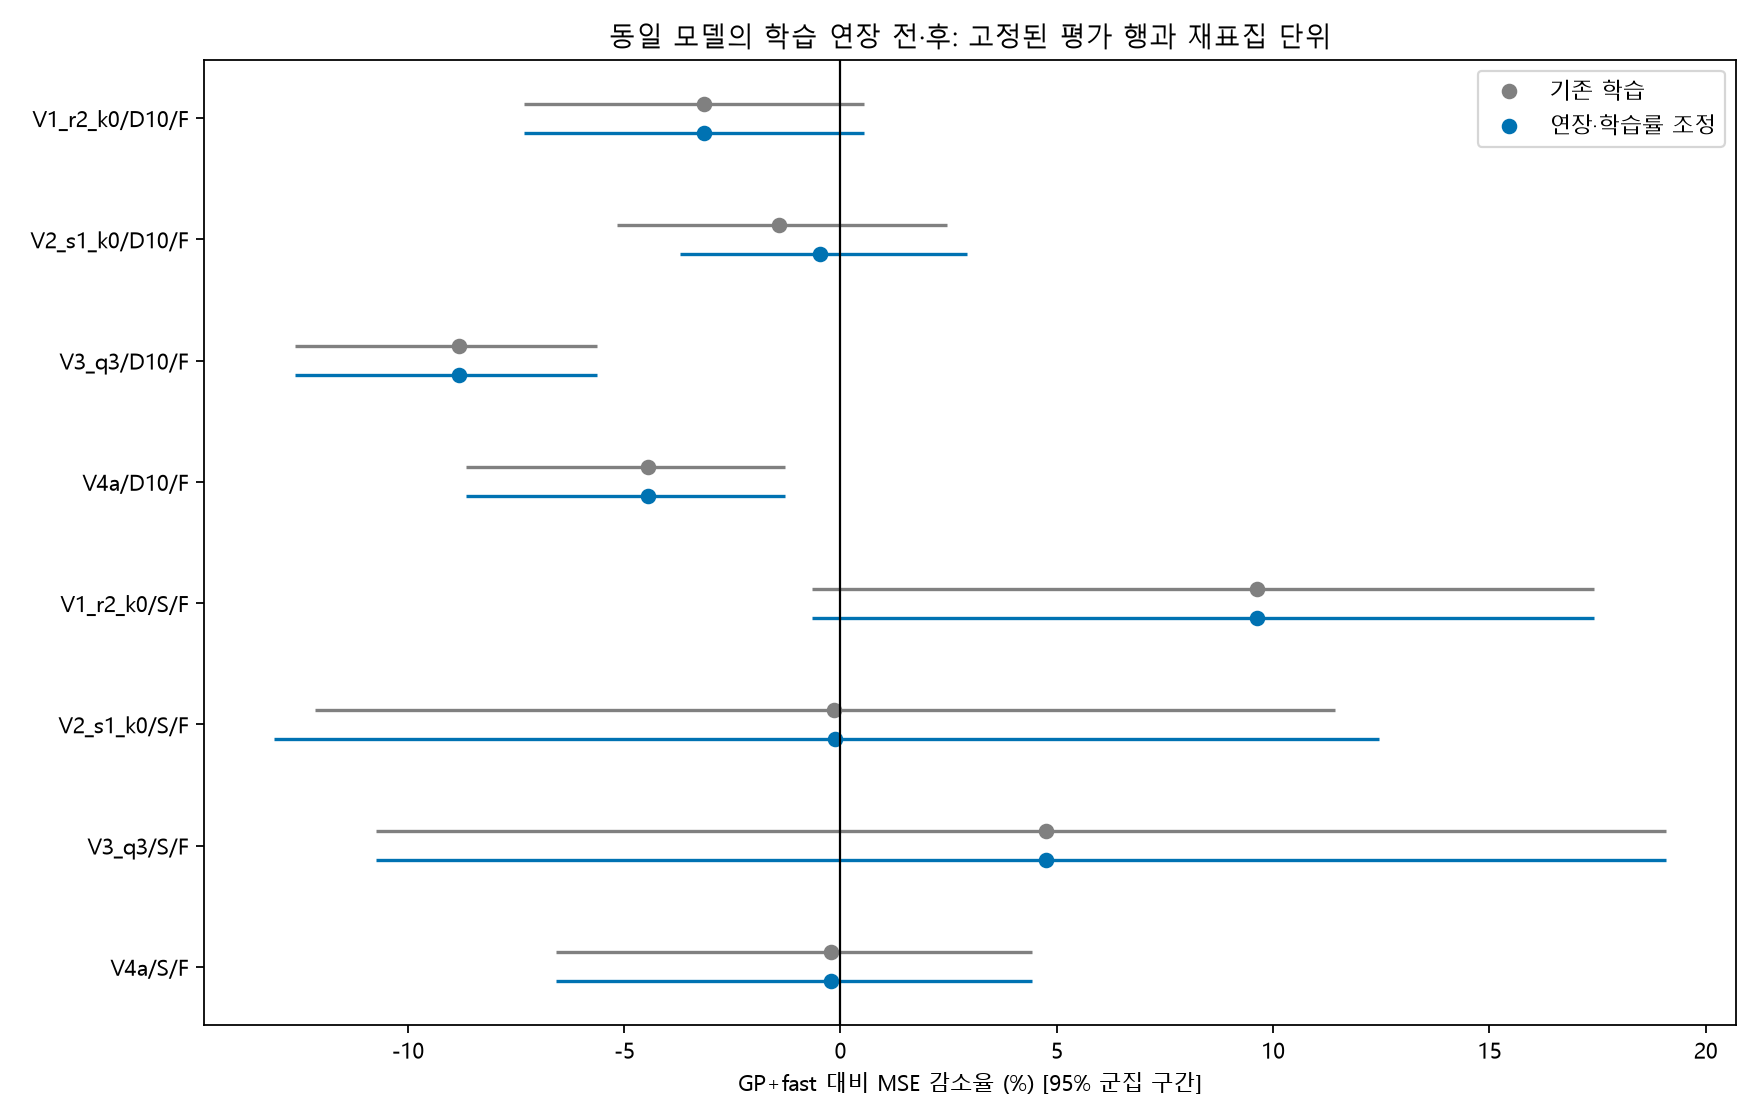 동일 모델의 학습 연장 전·후: 고정된 평가 행과 재표집 단위
기존 학습
연장·학습률 조정
V1_r2_k0/D10/F
V2_s1_k0/D10/F
V3_q3/D10/F
V4a/D10/F
V1_r2_k0/S/F
V2_s1_k0/S/F
V3_q3/S/F
V4a/S/F
-10 -5 0 5 10 15 20
GP+fast 대비 MSE 감소율 (%) [95% 군집 구간]